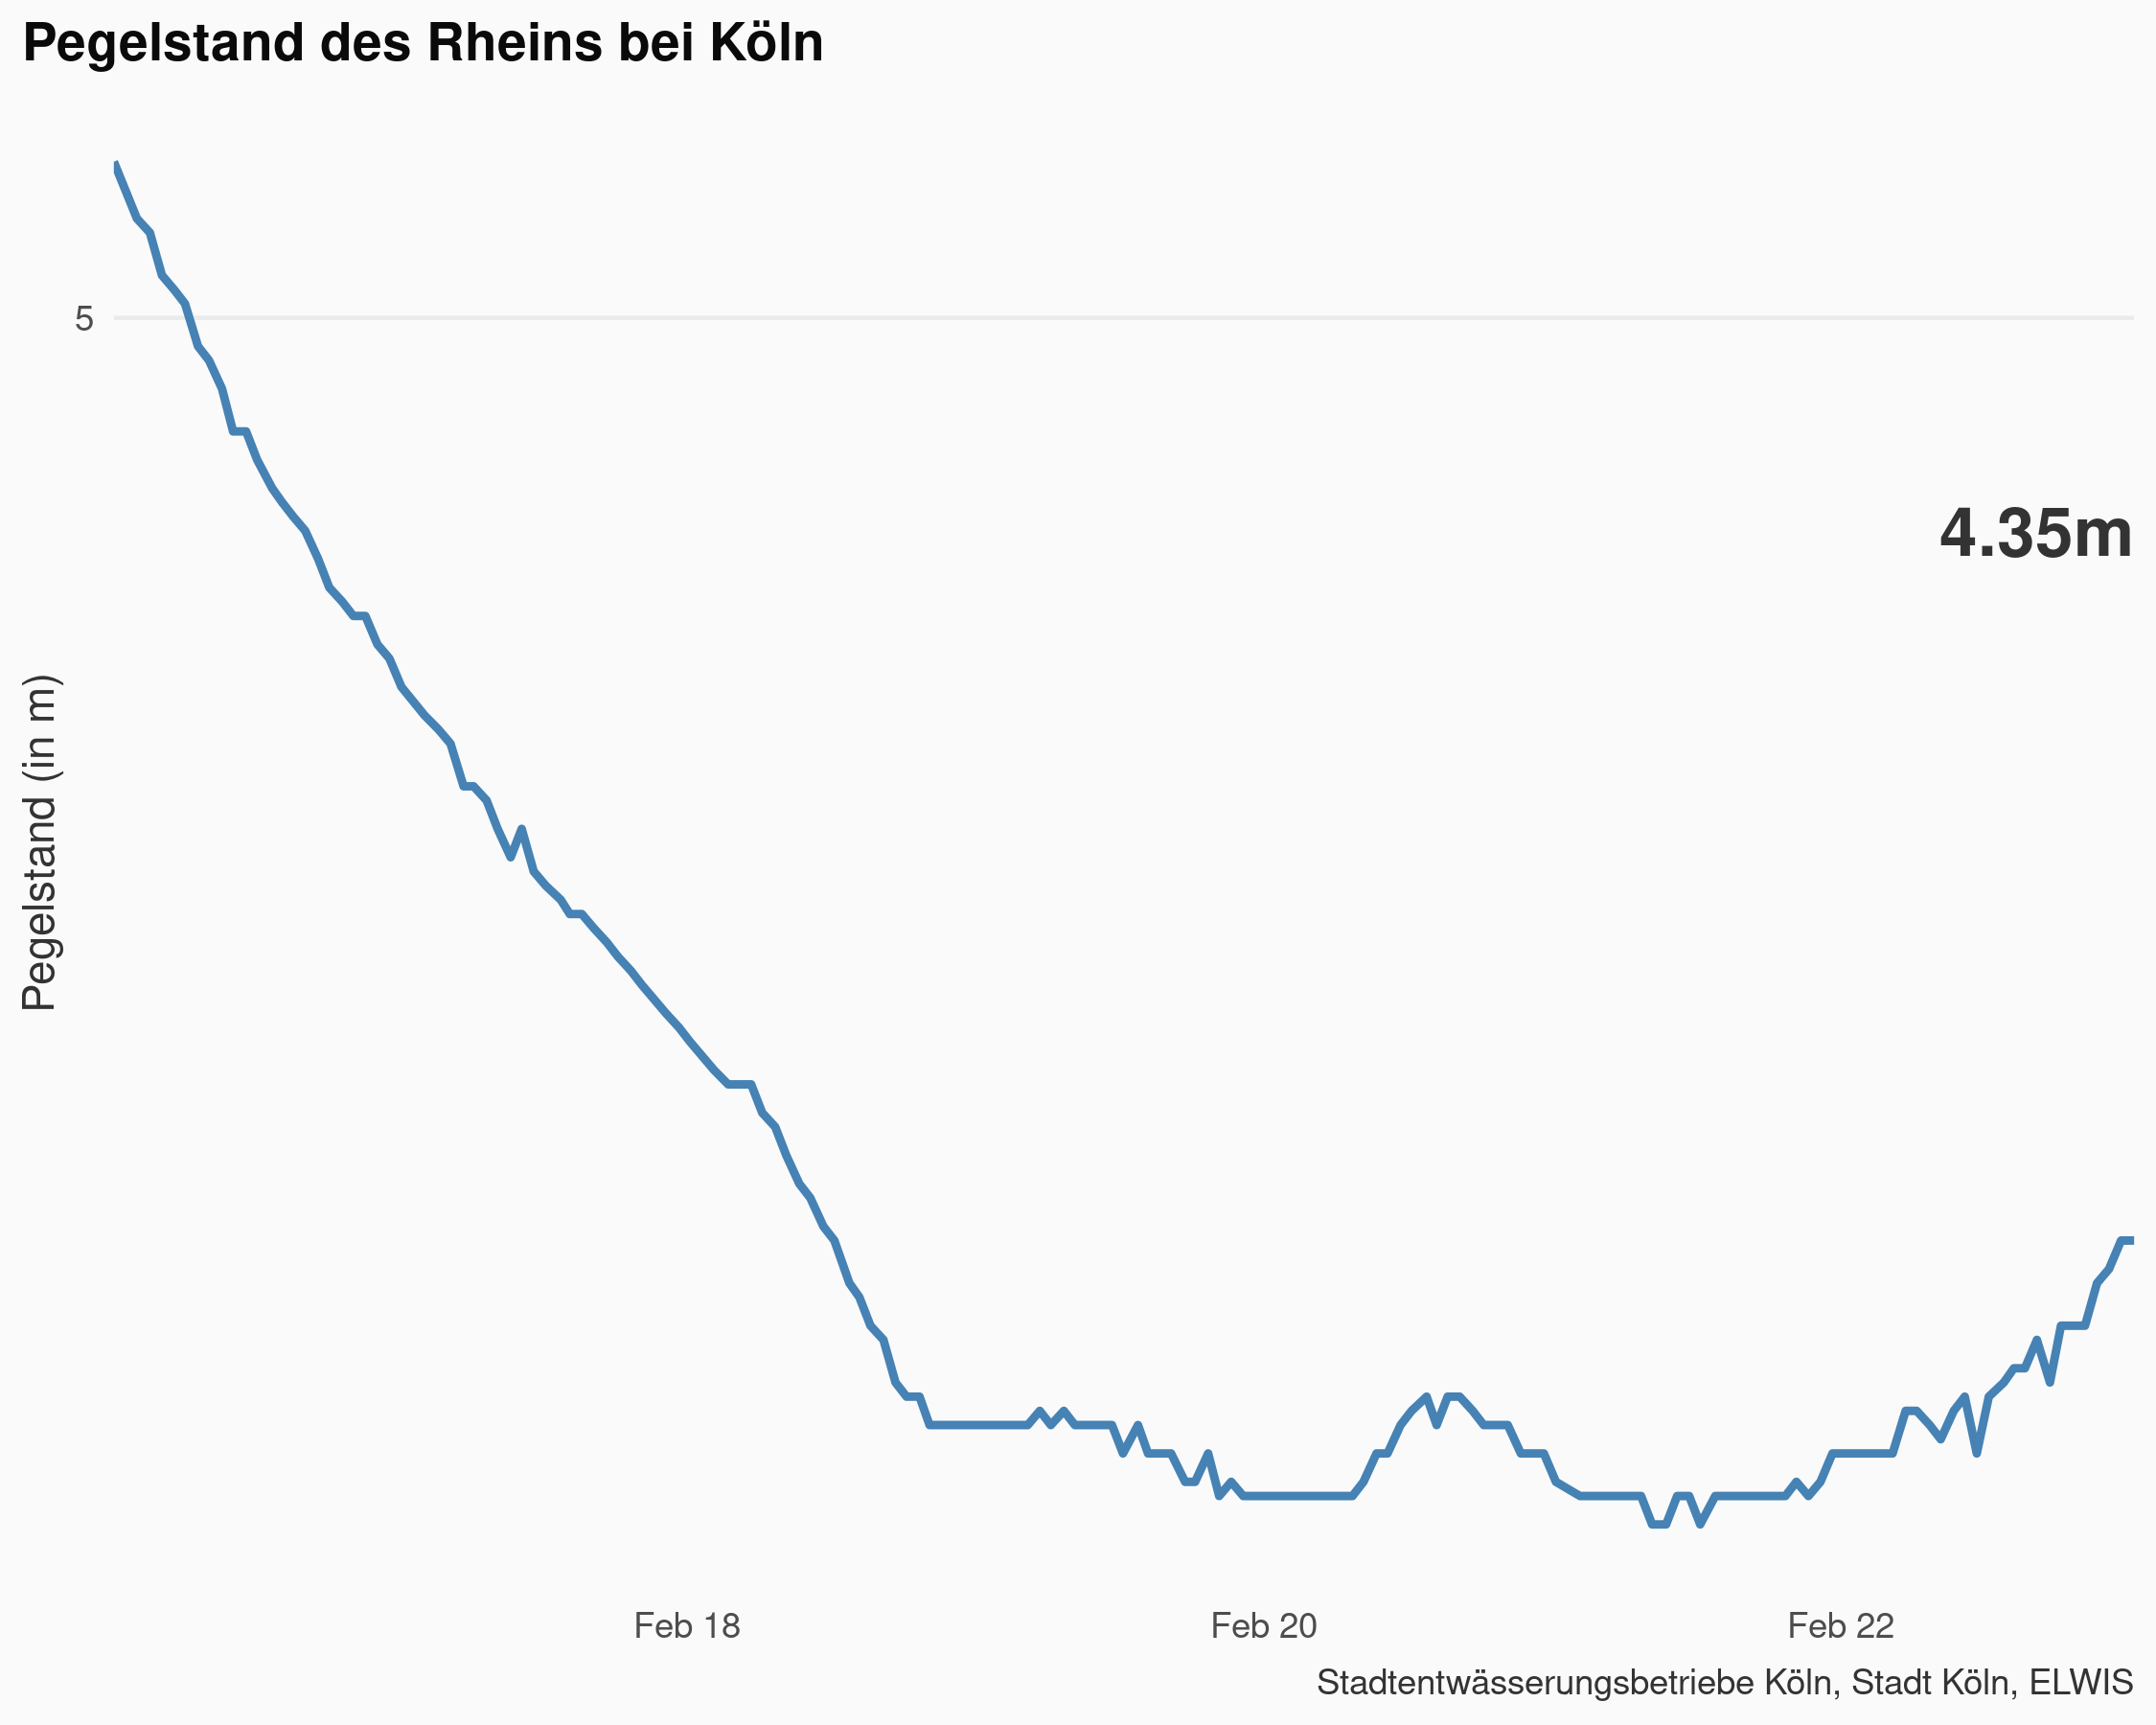 Pegelstand des Rheins bei Köln
5
4.35m
Pegelstand (in m)
Feb 18
Feb 20
Feb 22
Stadtentwässerungsbetriebe Köln, Stadt Köln, ELWIS